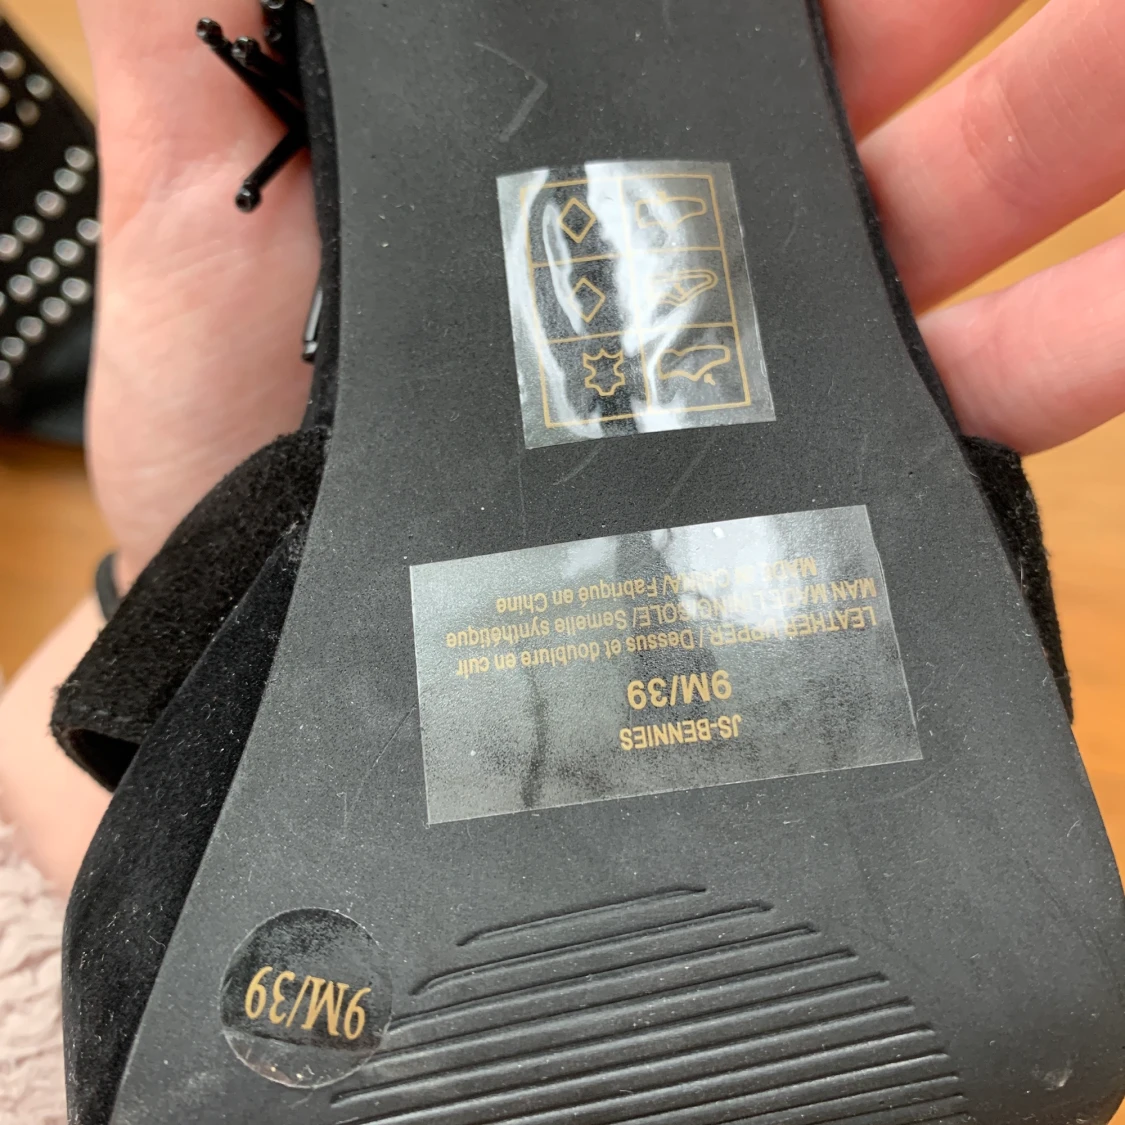 JS-BENNIES
9M/39
LEATHER UPPER / Dessus et doublure en cuir
MAN MADE LINING/SOLE/ Semelle synthétique
MADE IN CHINA/ Fabriqué en Chine
9M/39